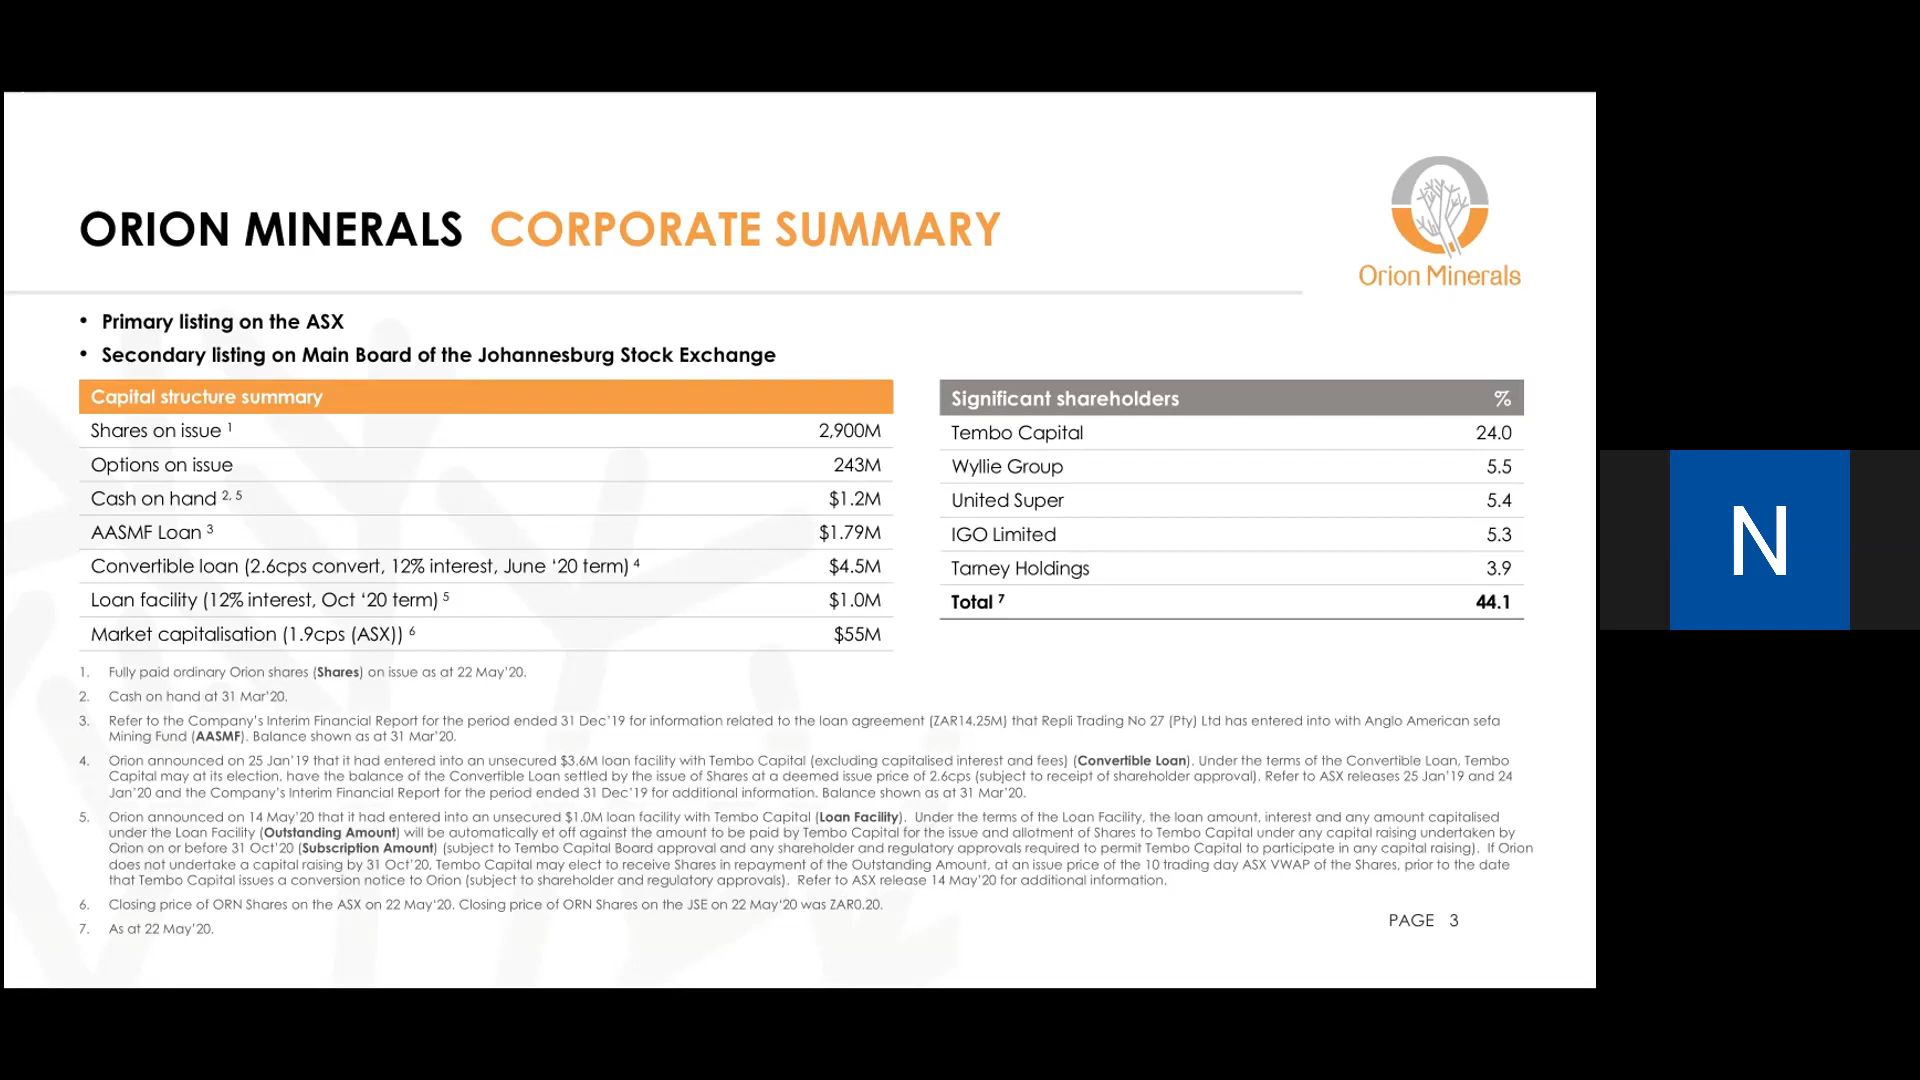 ORION MINERALS CORPORATE SUMMARY
Orion Minerals
• Primary listing on the ASX
• Secondary listing on Main Board of the Johannesburg Stock Exchange
Capital structure summary
Shares on issue 1 2,900M
Options on issue 243M
Cash on hand 2, 5 $1.2M
AASMF Loan 3 $1.79M
Convertible loan (2.6cps convert, 12% interest, June ‘20 term) 4 $4.5M
Loan facility (12% interest, Oct ‘20 term) 5 $1.0M
Market capitalisation (1.9cps (ASX)) 6 $55M
Significant shareholders %
Tembo Capital 24.0
Wyllie Group 5.5
United Super 5.4
IGO Limited 5.3
Tarney Holdings 3.9
Total 7 44.1
1. Fully paid ordinary Orion shares (Shares) on issue as at 22 May’20.
2. Cash on hand at 31 Mar’20.
3. Refer to the Company’s Interim Financial Report for the period ended 31 Dec’19 for information related to the loan agreement (ZAR14.25M) that Repli Trading No 27 (Pty) Ltd has entered into with Anglo American sefa
Mining Fund (AASMF). Balance shown as at 31 Mar’20.
4. Orion announced on 25 Jan’19 that it had entered into an unsecured $3.6M loan facility with Tembo Capital (excluding capitalised interest and fees) (Convertible Loan). Under the terms of the Convertible Loan, Tembo
Capital may at its election, have the balance of the Convertible Loan settled by the issue of Shares at a deemed issue price of 2.6cps (subject to receipt of shareholder approval). Refer to ASX releases 25 Jan’19 and 24
Jan’20 and the Company’s Interim Financial Report for the period ended 31 Dec’19 for additional information. Balance shown as at 31 Mar’20.
5. Orion announced on 14 May’20 that it had entered into an unsecured $1.0M loan facility with Tembo Capital (Loan Facility). Under the terms of the Loan Facility, the loan amount, interest and any amount capitalised
under the Loan Facility (Outstanding Amount) will be automatically et off against the amount to be paid by Tembo Capital for the issue and allotment of Shares to Tembo Capital under any capital raising undertaken by
Orion on or before 31 Oct’20 (Subscription Amount) (subject to Tembo Capital Board approval and any shareholder and regulatory approvals required to permit Tembo Capital to participate in any capital raising). If Orion
does not undertake a capital raising by 31 Oct’20, Tembo Capital may elect to receive Shares in repayment of the Outstanding Amount, at an issue price of the 10 trading day ASX VWAP of the Shares, prior to the date
that Tembo Capital issues a conversion notice to Orion (subject to shareholder and regulatory approvals). Refer to ASX release 14 May’20 for additional information.
6. Closing price of ORN Shares on the ASX on 22 May‘20. Closing price of ORN Shares on the JSE on 22 May‘20 was ZAR0.20.
7. As at 22 May’20.
PAGE 3
N